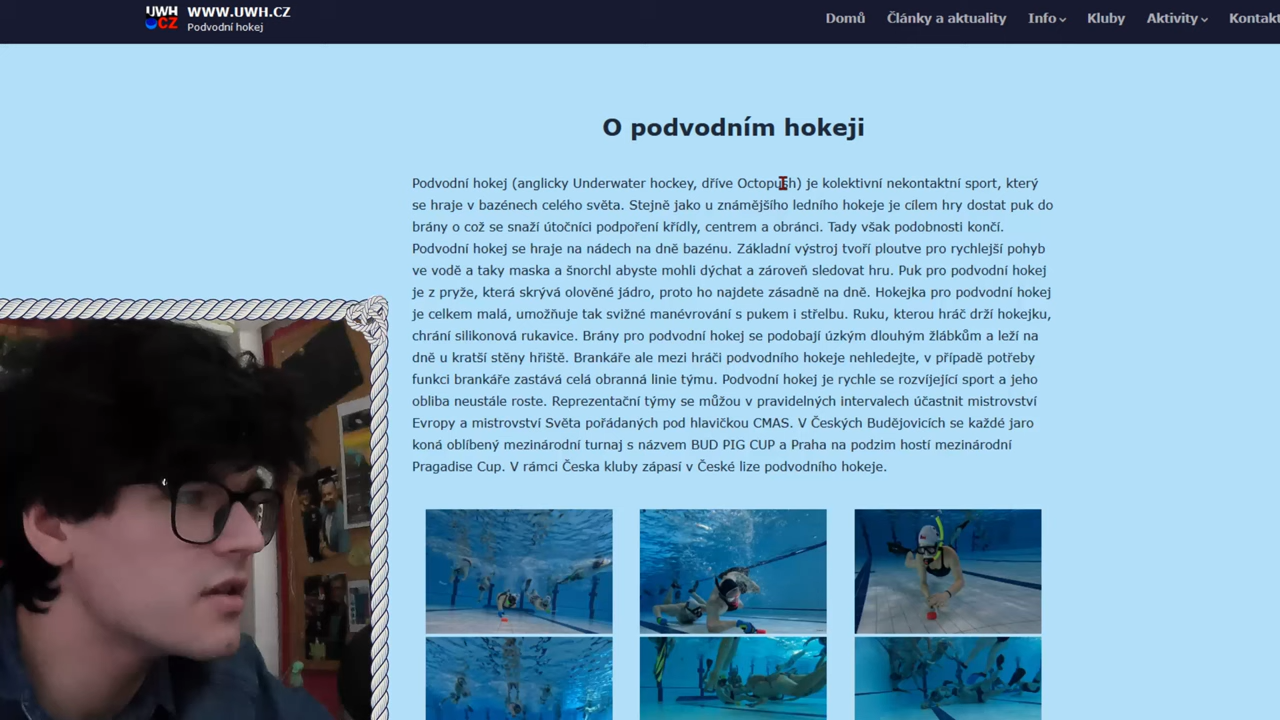 UWH
CZ
WWW.UWH.CZ
Podvodní hokej
Domů Články a aktuality Info Kluby Aktivity Kontakt
O podvodním hokeji
Podvodní hokej (anglicky Underwater hockey, dříve Octopush) je kolektivní nekontaktní sport, který
se hraje v bazénech celého světa. Stejně jako u známějšího ledního hokeje je cílem hry dostat puk do
brány o což se snaží útočníci podpoření křídly, centrem a obránci. Tady však podobnosti končí.
Podvodní hokej se hraje na nádech na dně bazénu. Základní výstroj tvoří ploutve pro rychlejší pohyb
ve vodě a taky maska a šnorchl abyste mohli dýchat a zároveň sledovat hru. Puk pro podvodní hokej
je z pryže, která skrývá olověné jádro, proto ho najdete zásadně na dně. Hokejka pro podvodní hokej
je celkem malá, umožňuje tak svižné manévrování s pukem i střelbu. Ruku, kterou hráč drží hokejku,
chrání silikonová rukavice. Brány pro podvodní hokej se podobají úzkým dlouhým žlábkům a leží na
dně u kratší stěny hřiště. Brankáře ale mezi hráči podvodního hokeje nehledejte, v případě potřeby
funkci brankáře zastává celá obranná linie týmu. Podvodní hokej je rychle se rozvíjející sport a jeho
obliba neustále roste. Reprezentační týmy se můžou v pravidelných intervalech účastnit mistrovství
Evropy a mistrovství Světa pořádaných pod hlavičkou CMAS. V Českých Budějovicích se každé jaro
koná oblíbený mezinárodní turnaj s názvem BUD PIG CUP a Praha na podzim hostí mezinárodní
Pragadise Cup. V rámci Česka kluby zápasí v České lize podvodního hokeje.